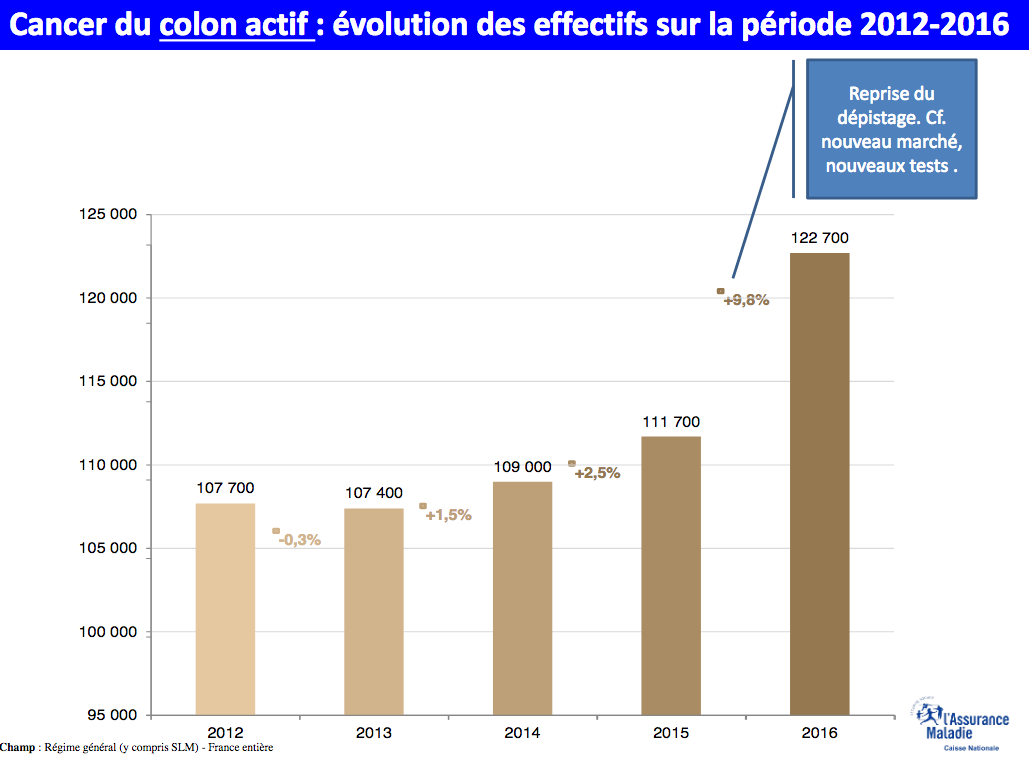 Cancer du colon actif : évolution des effectifs sur la période 2012-2016
Reprise du
dépistage. Cf.
nouveau marché,
nouveaux tests .
125 000
120 000
115 000
110 000
105 000
100 000
95 000
107 700
107 400
109 000
111 700
122 700
-0,3%
+1,5%
+2,5%
+9,8%
2012
2013
2014
2015
2016
Champ : Régime général (y compris SLM) - France entière
l'Assurance
Maladie
Caisse Nationale